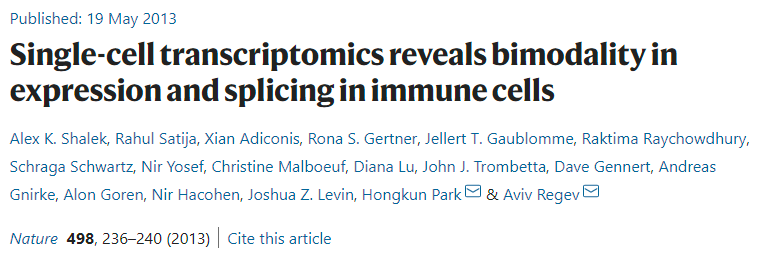 Published: 19 May 2013
Single-cell transcriptomics reveals bimodality in
expression and splicing in immune cells
Alex K. Shalek, Rahul Satija, Xian Adiconis, Rona S. Gertner, Jellert T. Gaublomme, Raktima Raychowdhury,
Schraga Schwartz, Nir Yosef, Christine Malboeuf, Diana Lu, John J. Trombetta, Dave Gennert, Andreas
Gnirke, Alon Goren, Nir Hacohen, Joshua Z. Levin, Hongkun Park & Aviv Regev
Nature 498, 236–240 (2013) | Cite this article